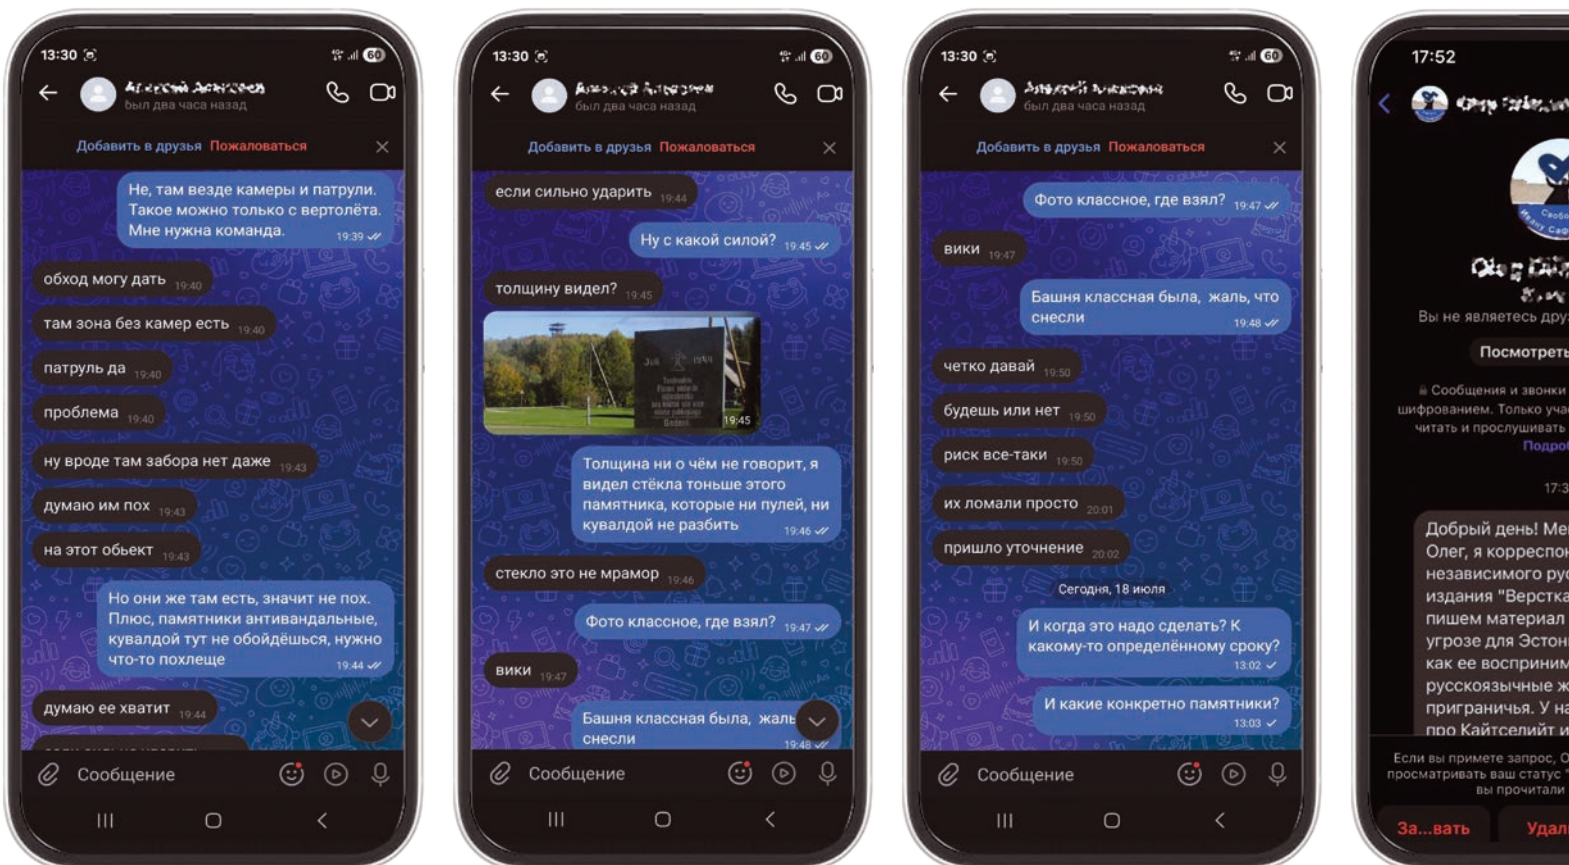 13:30
60
был два часа назад
Добавить в друзья Пожаловаться
Не, там везде камеры и патрули.
Такое можно только с вертолёта.
Мне нужна команда.
19:39
обход могу дать 19:40
там зона без камер есть 19:40
патруль да 19:40
проблема 19:40
ну вроде там забора нет даже 19:43
думаю им пох 19:43
на этот обьект 19:43
Но они же там есть, значит не пох.
Плюс, памятники антивандальные,
кувалдой тут не обойдёшься, нужно
что-то похлеще
19:44
думаю ее хватит 19:44
Сообщение
13:30
60
был два часа назад
Добавить в друзья Пожаловаться
если сильно ударить 19:44
Ну с какой силой? 19:45
толщину видел? 19:45
Juli 1944
19:45
Толщина ни о чём не говорит, я
видел стёкла тоньше этого
памятника, которые ни пулей, ни
кувалдой не разбить
19:46
стекло это не мрамор 19:46
Фото классное, где взял? 19:47
вики 19:47
Башня классная была, жаль
снесли
19:48
Сообщение
13:30
60
был два часа назад
Добавить в друзья Пожаловаться
Фото классное, где взял? 19:47
вики 19:47
Башня классная была, жаль, что
снесли
19:48
четко давай 19:50
будешь или нет 19:50
риск все-таки 19:50
их ломали просто 20:01
пришло уточнение 20:02
Сегодня, 18 июля
И когда это надо сделать? К
какому-то определённому сроку?
13:02
И какие конкретно памятники?
13:03
Сообщение
17:52
Вы не являетесь дру
Посмотреть
Сообщения и звонки
шифрованием. Только уча
читать и прослушивать
Подроб
17:3
Добрый день! Ме
Олег, я корреспон
независимого рус
издания "Верстка
пишем материал
угрозе для Эстон
как ее восприним
русскоязычные ж
приграничья. У на
про Кайтселийт и
Если вы примете запрос, О
просматривать ваш статус "
вы прочитали
За...вать
Удал